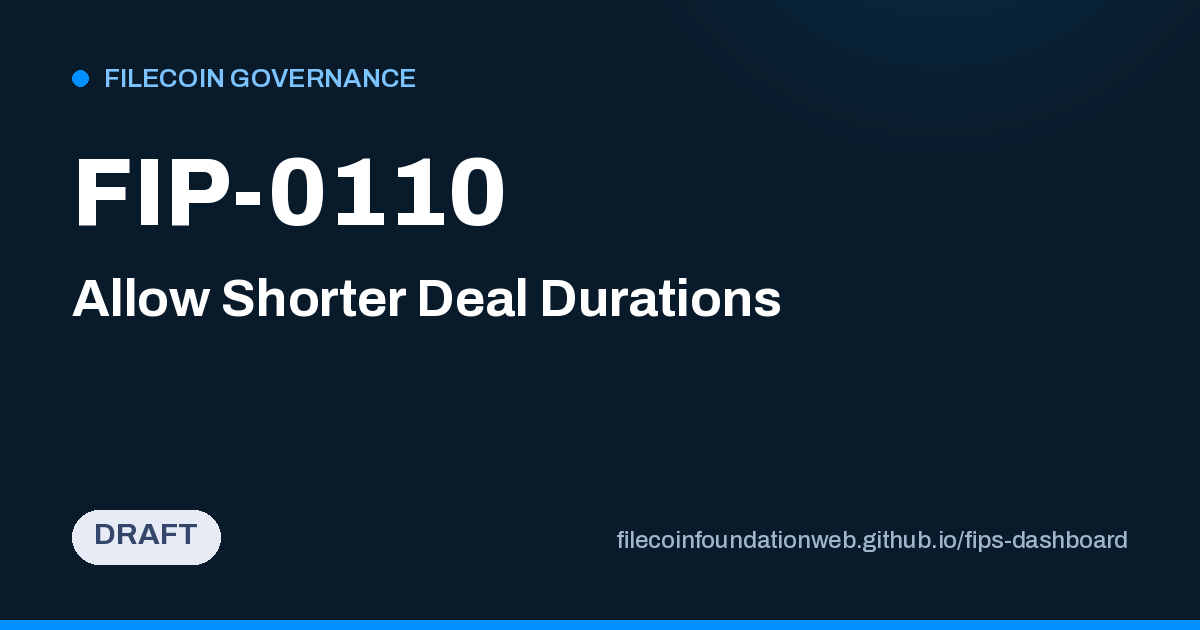 FILECOIN GOVERNANCE
FIP-0110
Allow Shorter Deal Durations
DRAFT
filecoinfoundationweb.github.io/fips-dashboard